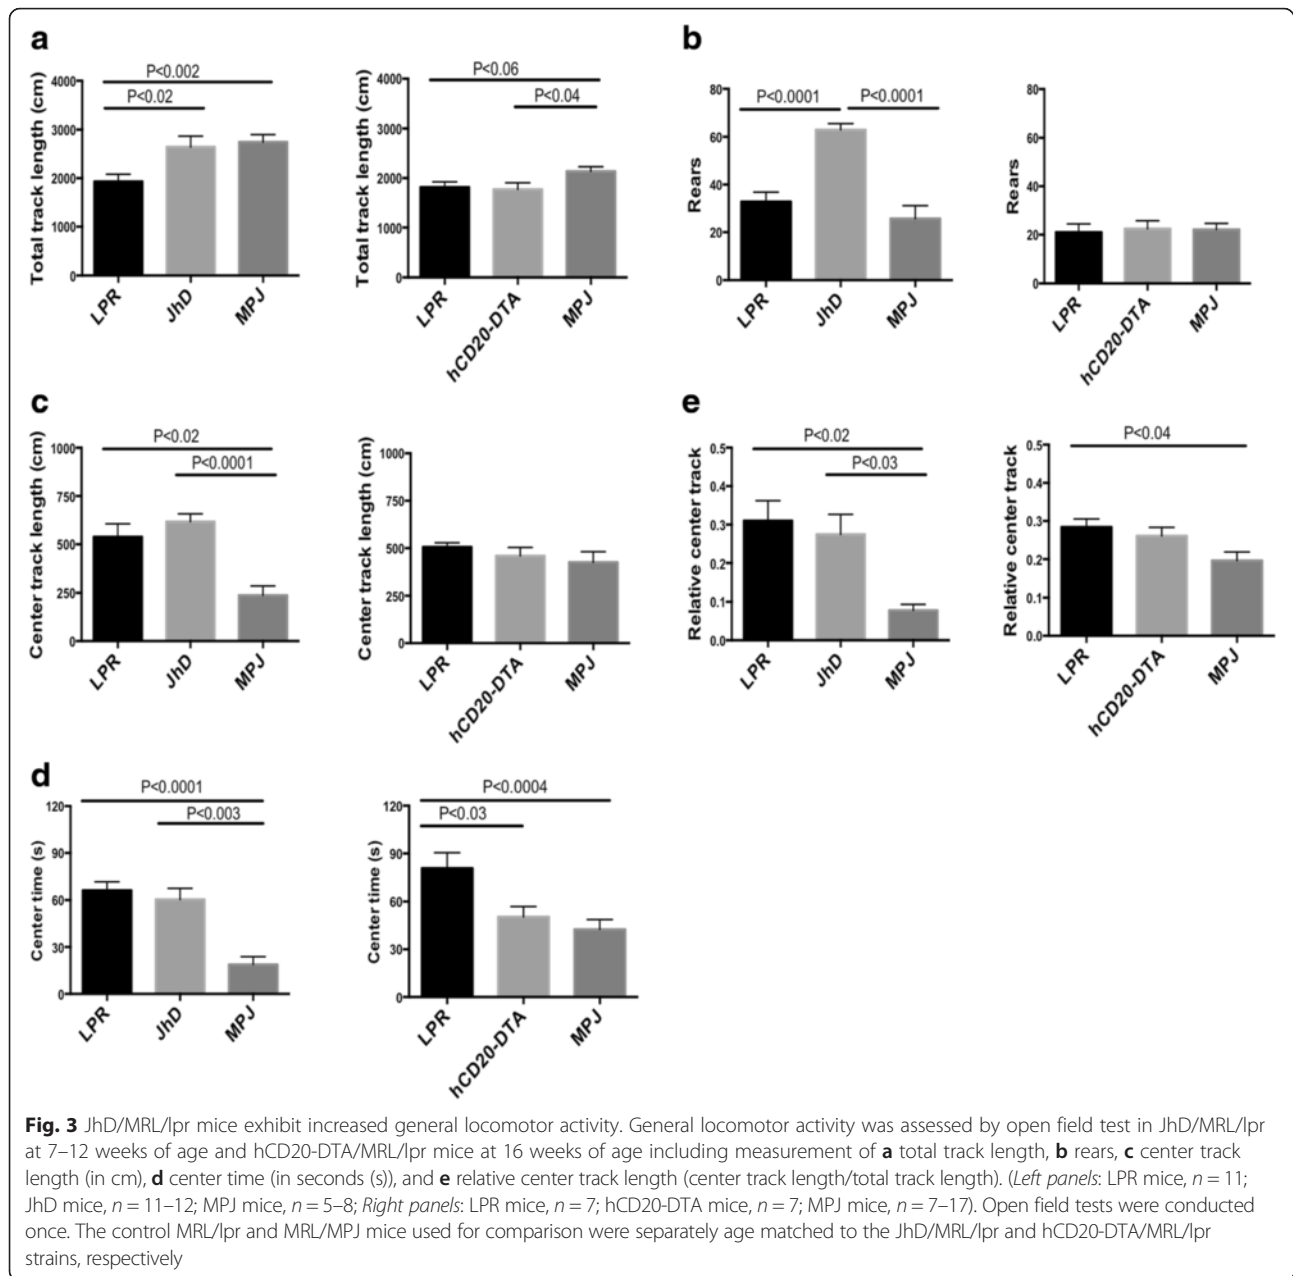 a
P<0.002
P<0.02
Total track length (cm)
4000
3000
2000
1000
0
LPR
JhD
MPJ
P<0.06
P<0.04
Total track length (cm)
4000
3000
2000
1000
0
LPR
hCD20-DTA
MPJ
b
P<0.0001
P<0.0001
Rears
80
60
40
20
0
LPR
JhD
MPJ
Rears
80
60
40
20
0
LPR
hCD20-DTA
MPJ
c
P<0.02
P<0.0001
Center track length (cm)
1000
750
500
250
0
LPR
JhD
MPJ
Center track length (cm)
1000
750
500
250
0
LPR
hCD20-DTA
MPJ
e
P<0.02
P<0.03
Relative center track
0.5
0.4
0.3
0.2
0.1
0.0
LPR
JhD
MPJ
P<0.04
Relative center track
0.5
0.4
0.3
0.2
0.1
0.0
LPR
hCD20-DTA
MPJ
d
P<0.0001
P<0.003
Center time (s)
120
90
60
30
0
LPR
JhD
MPJ
P<0.0004
P<0.03
Center time (s)
120
90
60
30
0
LPR
hCD20-DTA
MPJ
Fig. 3 JhD/MRL/lpr mice exhibit increased general locomotor activity. General locomotor activity was assessed by open field test in JhD/MRL/lpr
at 7–12 weeks of age and hCD20-DTA/MRL/lpr mice at 16 weeks of age including measurement of a total track length, b rears, c center track
length (in cm), d center time (in seconds (s)), and e relative center track length (center track length/total track length). (Left panels: LPR mice, n = 11;
JhD mice, n = 11–12; MPJ mice, n = 5–8; Right panels: LPR mice, n = 7; hCD20-DTA mice, n = 7; MPJ mice, n = 7–17). Open field tests were conducted
once. The control MRL/lpr and MRL/MPJ mice used for comparison were separately age matched to the JhD/MRL/lpr and hCD20-DTA/MRL/lpr
strains, respectively